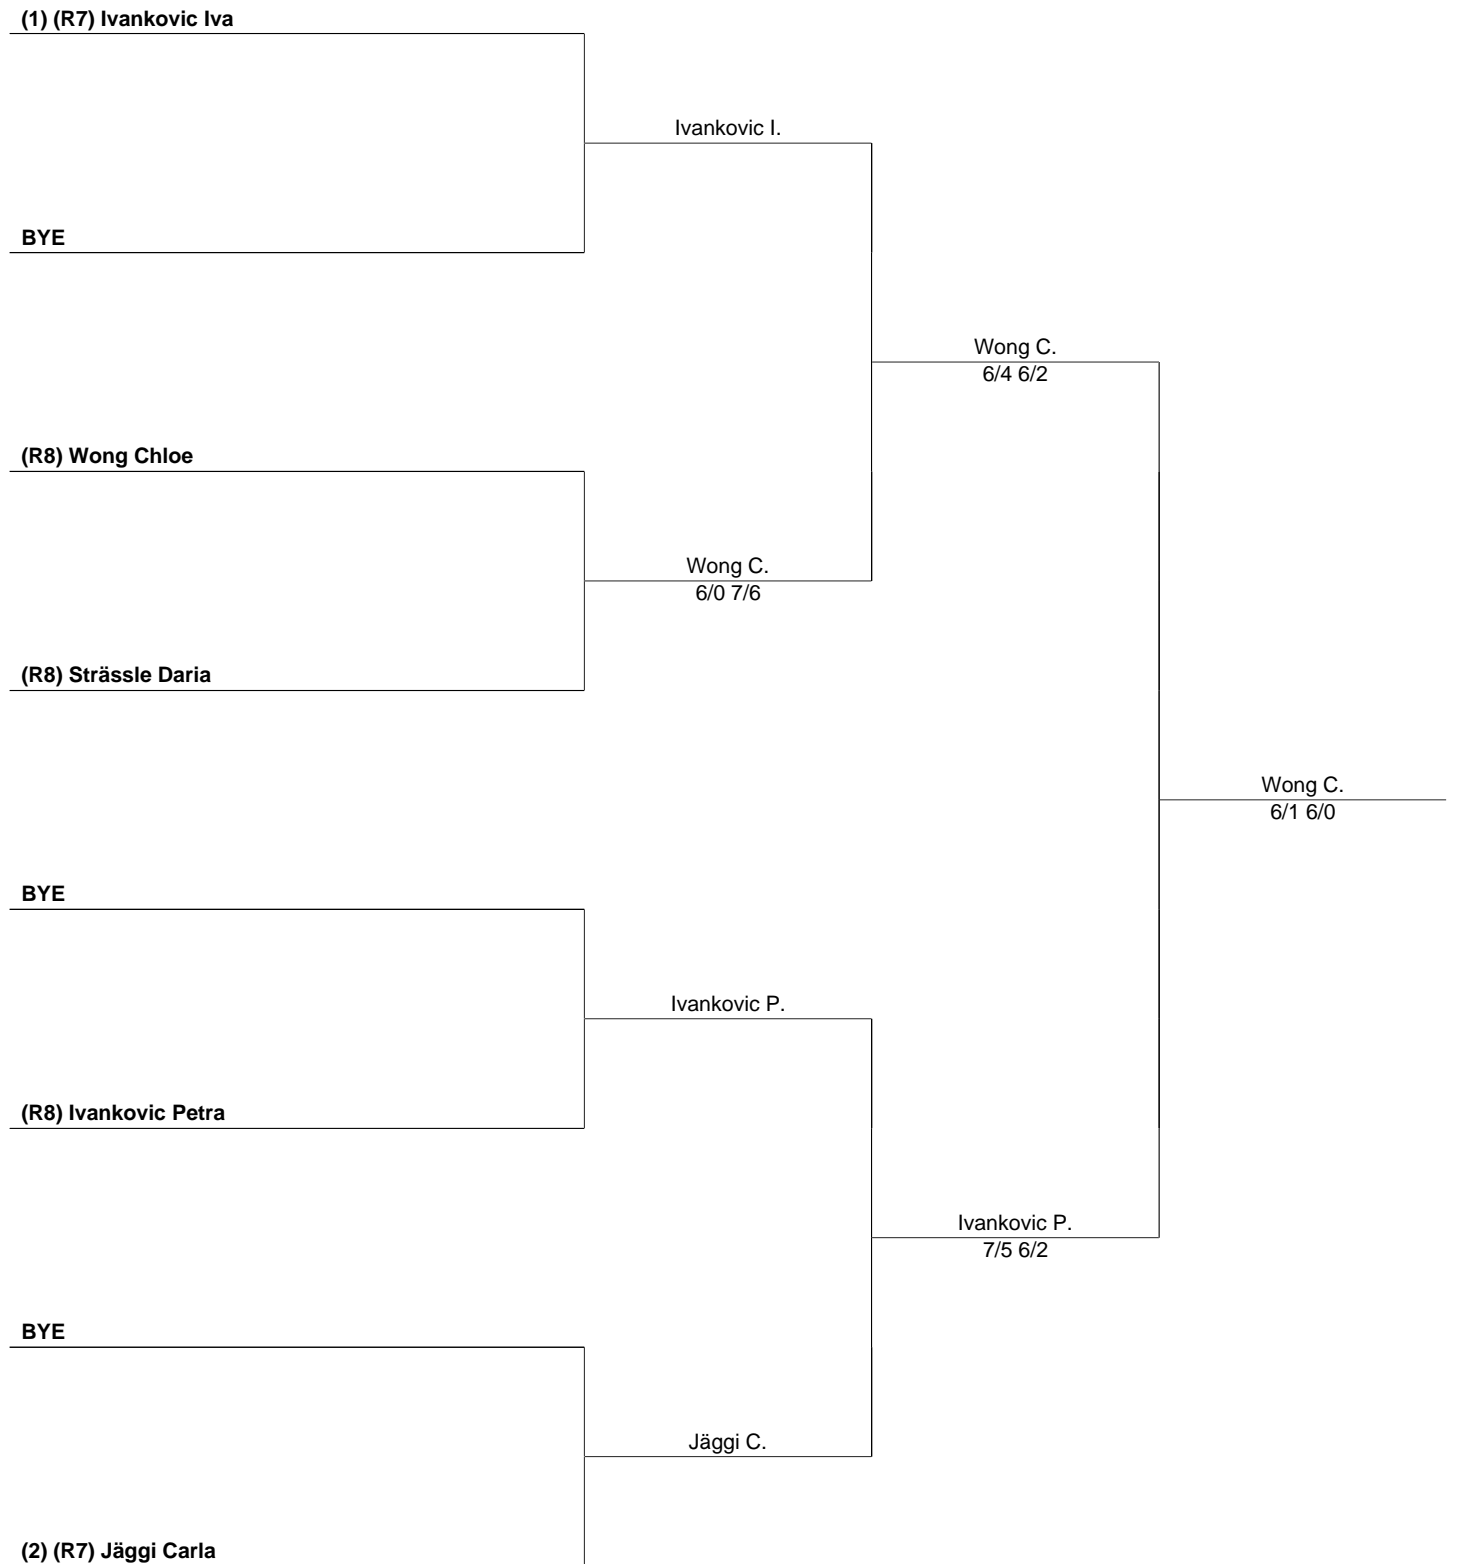 (1) (R7) Ivankovic Iva
Ivankovic I.
BYE
Wong C.
6/4 6/2
(R8) Wong Chloe
Wong C.
6/0 7/6
(R8) Strässle Daria
Wong C.
6/1 6/0
BYE
Ivankovic P.
(R8) Ivankovic Petra
Ivankovic P.
7/5 6/2
BYE
Jäggi C.
(2) (R7) Jäggi Carla